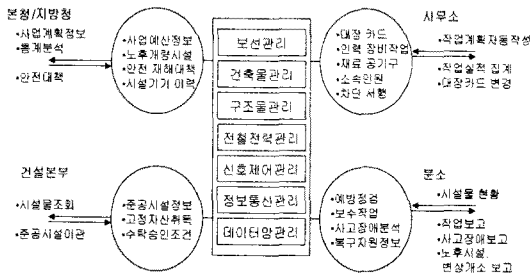 본청/지방청
•사업계획정보
•통계분석
•안전대책
•사업예산정보
•노후개량시설
•안전 재해대책
•시설기기 이력
보선관리
건축물관리
구조물관리
전철전력관리
신호제어관리
정보통신관리
데이터양관리
•대장 카드
•인력 장비작업
•재료 공기구
•소속인원
•차단 서행
사무소
•작업계획자동작성
•작업실적 집계
•대장카드 변경
건설본부
•시설물조회
•준공시설이관
•준공시설정보
•고정자산취득
•수탁승인조건
•예방점검
•보수작업
•사고장애분석
•복구자원정보
분소
•시설물 현황
•작업보고
•사고장애보고
•노후시설.
변상개소 보고